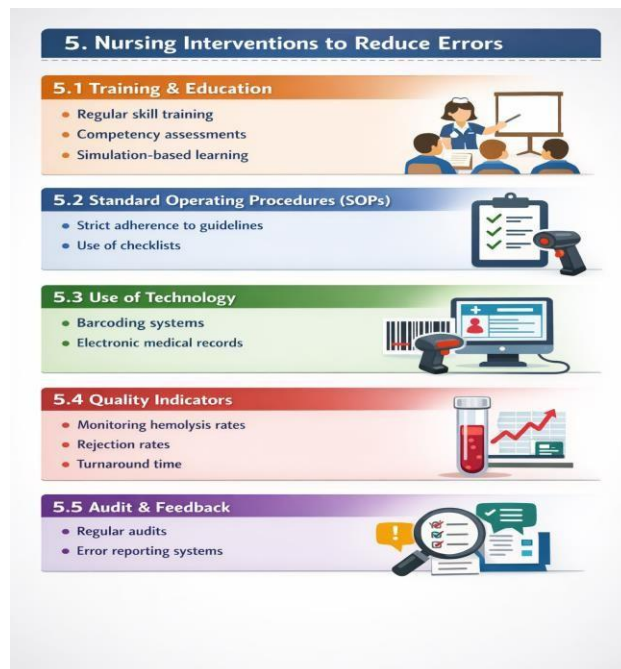 5. Nursing Interventions to Reduce Errors
5.1 Training & Education
• Regular skill training
• Competency assessments
• Simulation-based learning
5.2 Standard Operating Procedures (SOPs)
• Strict adherence to guidelines
• Use of checklists
5.3 Use of Technology
• Barcoding systems
• Electronic medical records
5.4 Quality Indicators
• Monitoring hemolysis rates
• Rejection rates
• Turnaround time
5.5 Audit & Feedback
• Regular audits
• Error reporting systems